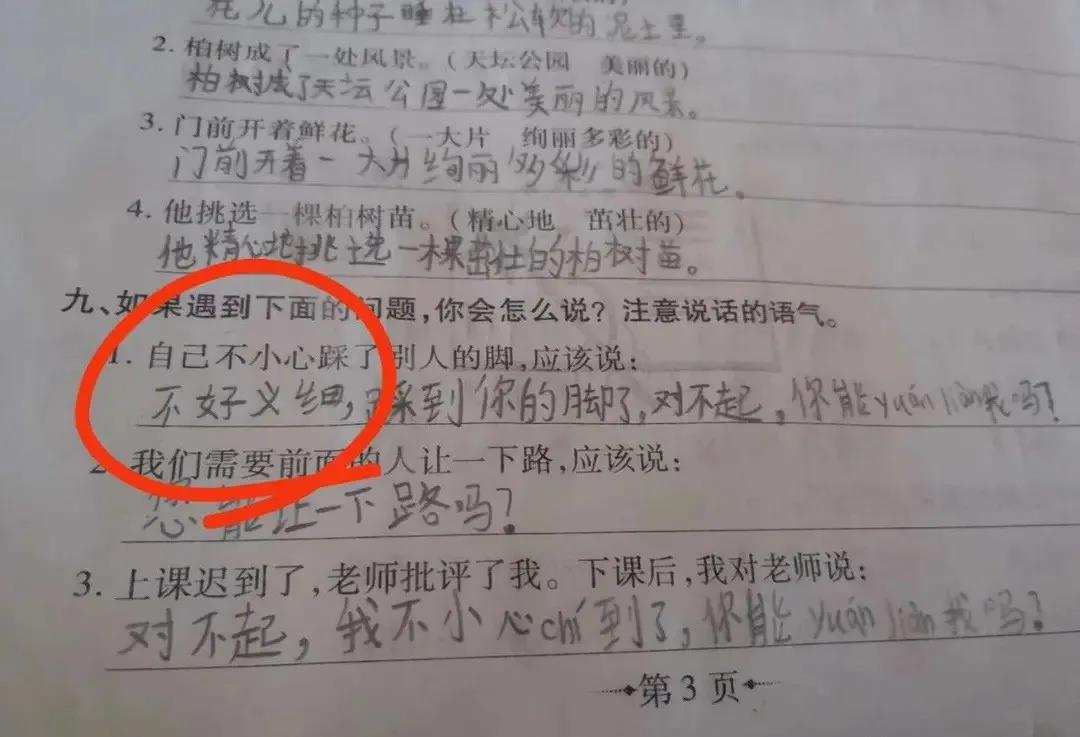 花儿的种子睡在松软的泥土里。
2. 柏树成了一处风景。(天坛公园 美丽的)
柏树成了天坛公园一处美丽的风景。
3. 门前开着鲜花。(一大片 绚丽多彩的)
门前开着一大片绚丽多彩的鲜花。
4. 他挑选一棵柏树苗。(精心地 茁壮的)
他精心地挑选一棵茁壮的柏树苗。
九、如果遇到下面的问题,你会怎么说? 注意说话的语气。
1. 自己不小心踩了别人的脚,应该说:
不好义细,踩到你的脚了,对不起,你能yuán liàn我吗?
2. 我们需要前面的人让一下路,应该说:
您能让一下路吗?
3. 上课迟到了,老师批评了我。下课后,我对老师说:
对不起,我不小心chí到了,你能yuán liàn我吗?
第 3 页